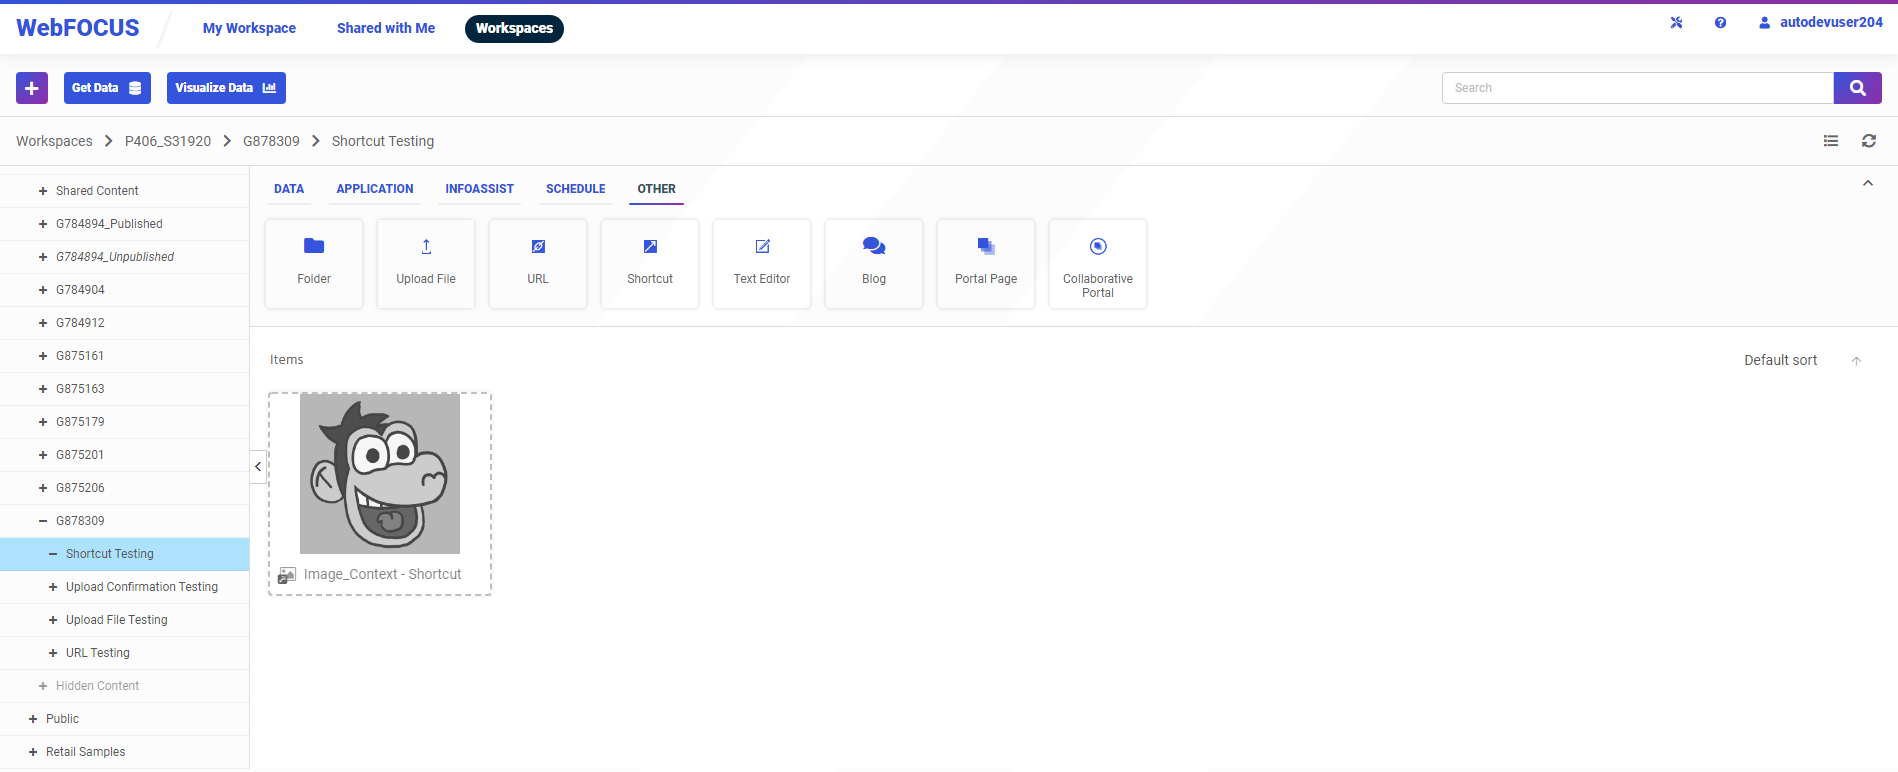 WebFOCUS
My Workspace
Shared with Me
Workspaces
autodevuser204
Get Data
Visualize Data
Search
Workspaces
P406_S31920
G878309
Shortcut Testing
Shared Content
G784894_Published
G784894_Unpublished
G784904
G784912
G875161
G875163
G875179
G875201
G875206
G878309
Shortcut Testing
Upload Confirmation Testing
Upload File Testing
URL Testing
Hidden Content
Public
Retail Samples
DATA
APPLICATION
INFOASSIST
SCHEDULE
OTHER
Folder
Upload File
URL
Shortcut
Text Editor
Blog
Portal Page
Collaborative
Portal
Items
Default sort
Image_Context - Shortcut